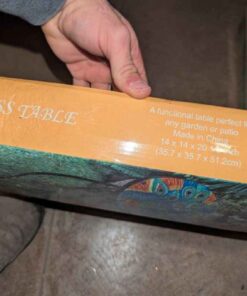 SS TABLE
A functional table perfect f
any garden or patio
Made in China
14 x 14 x 20
(35.7 x 35.7 x 51.2cm)